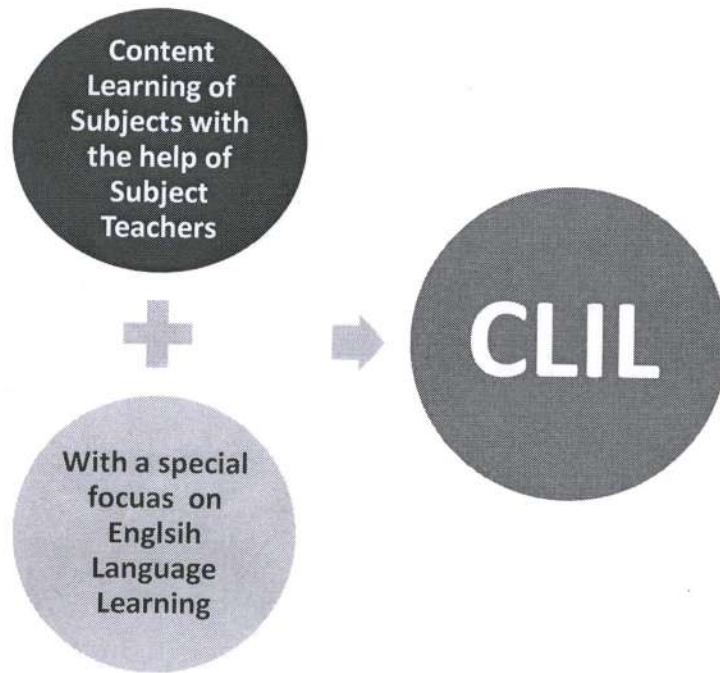 Content
Learning of
Subjects with
the help of
Subject
Teachers
With a special
focuas on
Englsih
Language
Learning
CLIL